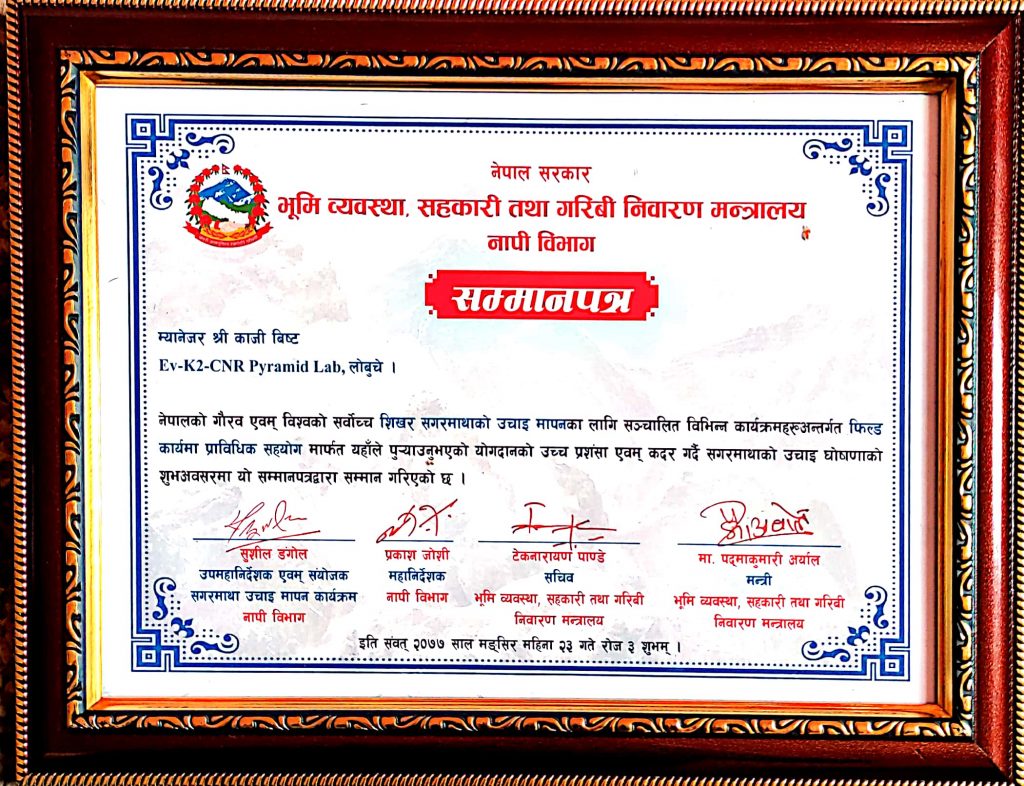 नेपाल सरकार
भूमि व्यवस्था, सहकारी तथा गरिबी निवारण मन्त्रालय
नापी विभाग
सम्मानपत्र
म्यानेजर श्री काजी बिष्ट
Ev-K2-CNR Pyramid Lab, लोबुचे ।
नेपालको गौरव एवम् विश्वको सर्वोच्च शिखर सगरमाथाको उचाइ मापनका लागि सञ्चालित विभिन्न कार्यक्रमहरूअन्तर्गत फिल्ड
कार्यमा प्राविधिक सहयोग मार्फत यहाँले पुऱ्याउनुभएको योगदानको उच्च प्रशंसा एवम् कदर गर्दै सगरमाथाको उचाइ घोषणाको
शुभअवसरमा यो सम्मानपत्रद्वारा सम्मान गरिएको छ ।
सुशील डंगोल
उपमहानिर्देशक एवम् संयोजक
सगरमाथा उचाइ मापन कार्यक्रम
नापी विभाग
प्रकाश जोशी
महानिर्देशक
नापी विभाग
टेकनारायण पाण्डे
सचिव
भूमि व्यवस्था, सहकारी तथा गरिबी
निवारण मन्त्रालय
मा. पद्माकुमारी अर्याल
मन्त्री
भूमि व्यवस्था, सहकारी तथा गरिबी
निवारण मन्त्रालय
इति संवत् २०७७ साल मङ्सिर महिना २३ गते रोज ३ शुभम् ।